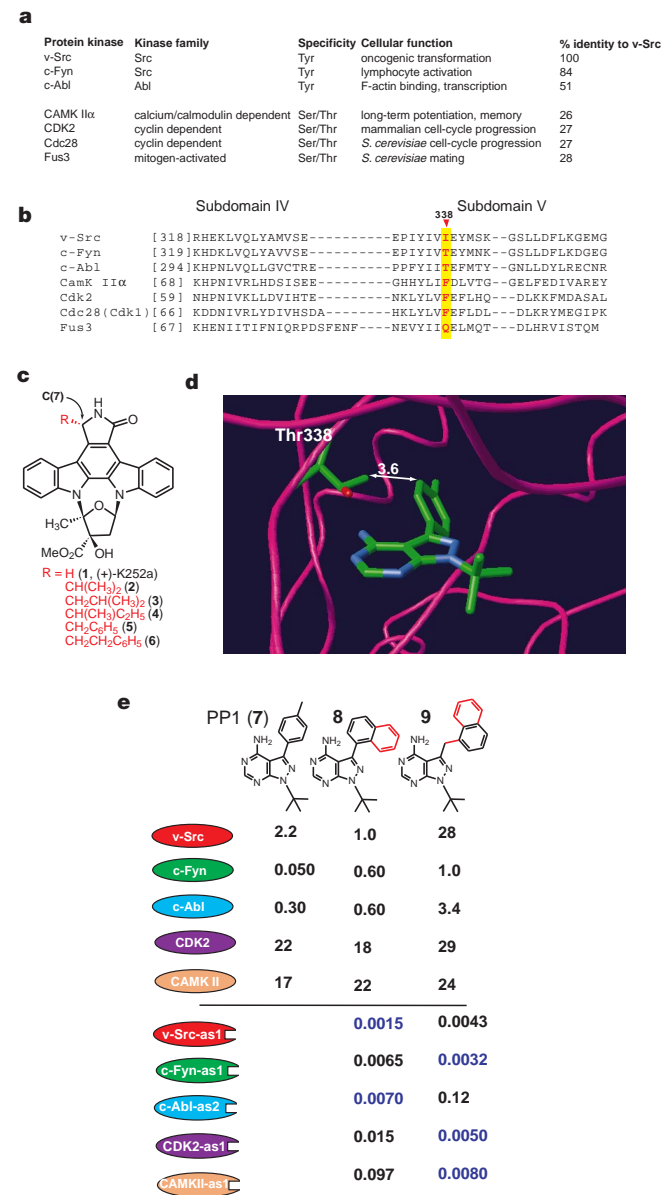 a
Protein kinase Kinase family Specificity Cellular function % identity to v-Src
v-Src Src Tyr oncogenic transformation 100
c-Fyn Src Tyr lymphocyte activation 84
c-Abl Abl Tyr F-actin binding, transcription 51
CAMK IIα calcium/calmodulin dependent Ser/Thr long-term potentiation, memory 26
CDK2 cyclin dependent Ser/Thr mammalian cell-cycle progression 27
Cdc28 cyclin dependent Ser/Thr S. cerevisiae cell-cycle progression 27
Fus3 mitogen-activated Ser/Thr S. cerevisiae mating 28
b
Subdomain IV Subdomain V
338
v-Src [318]RHEKLVQLYAMVSE----------EPIYIVIEYMSK--GSLLDFLKGEMG
c-Fyn [319]KHDKLVQLYAVVSE----------EPIYIVTEYMNK--GSLLDFLKDGEG
c-Abl [294]KHPNLVQLLGVCTRE---------PPFYIITEFMTY--GNLLDYLRECNR
CamK IIα [68] KHPNIVRLHDSISEE---------GHHYLIFDLVTG--GELFEDIVAREY
Cdk2 [59] NHPNIVKLLDVIHTE---------NKLYLVFEFLHQ--DLKKFMDASAL
Cdc28(Cdk1)[66] KDDNIVRLYDIVHSDA--------HKLYLVFEFLDL--DLKRYMEGIPK
Fus3 [67] KHENIITIFNIQRPDSFENF----NEVYIIQELMQT--DLHRVISTQM
c
C(7)
H
N
R
O
N
N
O
H3C
MeO2C OH
R = H (1, (+)-K252a)
CH(CH3)2 (2)
CH2CH(CH3)2 (3)
CH(CH3)C2H5 (4)
CH2C6H5 (5)
CH2CH2C6H5 (6)
d
Thr338
3.6
e
PP1 (7) 8 9
NH2 NH2 NH2
N N N
N N N
N N N
N N N
N N N
v-Src 2.2 1.0 28
c-Fyn 0.050 0.60 1.0
c-Abl 0.30 0.60 3.4
CDK2 22 18 29
CAMK II 17 22 24
v-Src-as1 0.0015 0.0043
c-Fyn-as1 0.0065 0.0032
c-Abl-as2 0.0070 0.12
CDK2-as1 0.015 0.0050
CAMKII-as1 0.097 0.0080